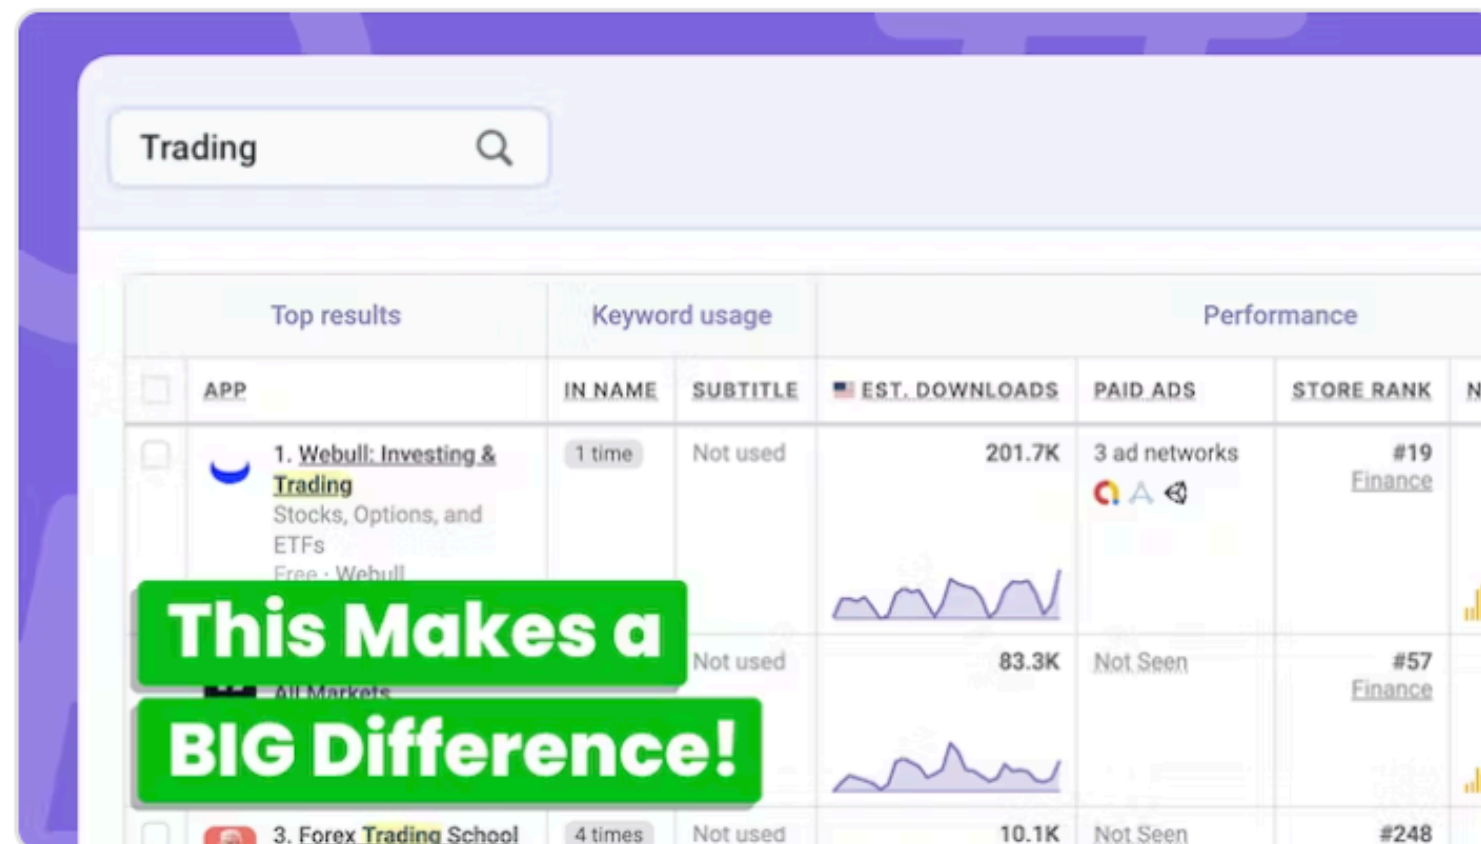 Trading
Top results
Keyword usage
Performance
APP
IN NAME
SUBTITLE
EST. DOWNLOADS
PAID ADS
STORE RANK
1. Webull: Investing &
Trading
Stocks, Options, and
ETFs
Free · Webull
1 time
Not used
201.7K
3 ad networks
#19
Finance
This Makes a
All Markets
Not used
83.3K
Not Seen
#57
Finance
BIG Difference!
3. Forex Trading School
4 times
Not used
10.1K
Not Seen
#248